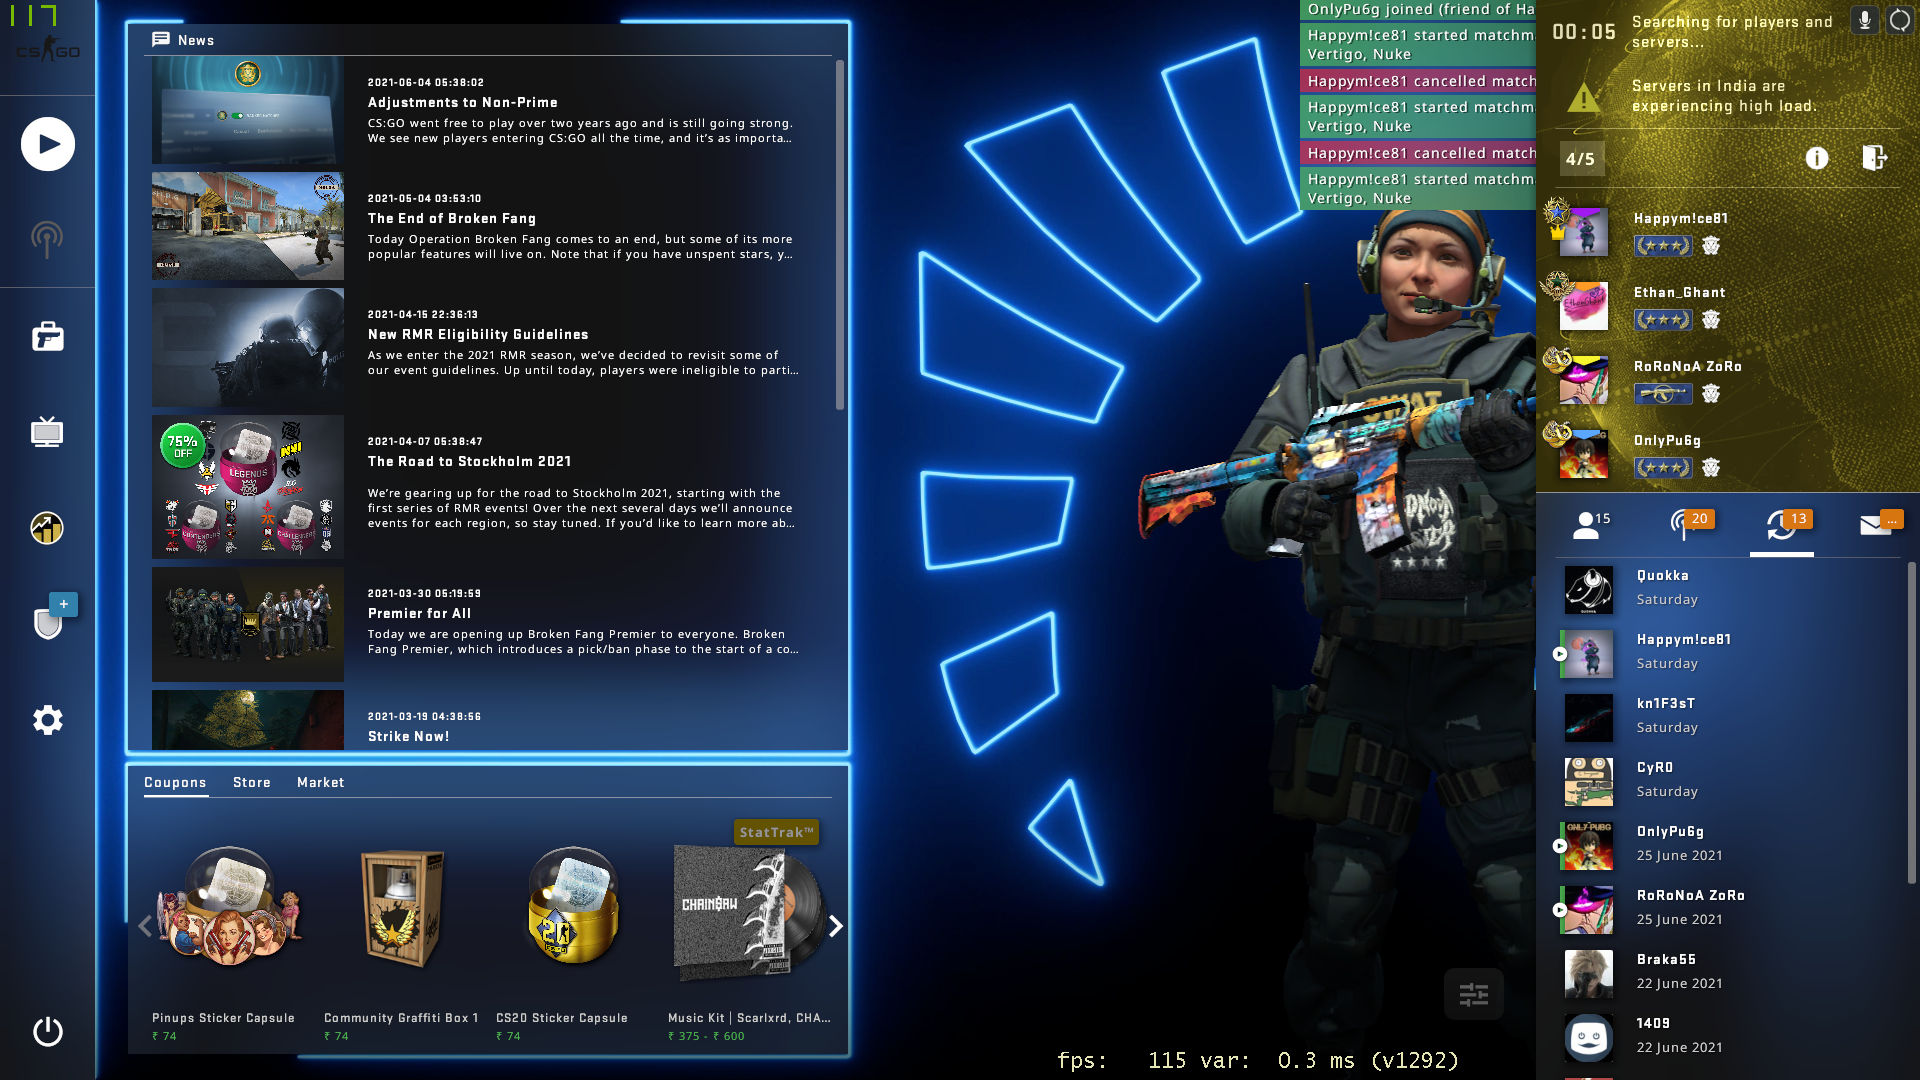 117
CS GO
News
2021-06-04 05:38:02
Adjustments to Non-Prime
CS:GO went free to play over two years ago and is still going strong.
We see new players entering CS:GO all the time, and it's as importa...
2021-05-04 03:53:10
The End of Broken Fang
Today Operation Broken Fang comes to an end, but some of its more
popular features will live on. Note that if you have unspent stars, y...
2021-04-15 22:36:13
New RMR Eligibility Guidelines
As we enter the 2021 RMR season, we've decided to revisit some of
our event guidelines. Up until today, players were ineligible to parti...
75%
OFF
LEGENDS
CONTENDERS
CHALLENGERS
2021-04-07 05:38:47
The Road to Stockholm 2021
We're gearing up for the road to Stockholm 2021, starting with the
first series of RMR events! Over the next several days we'll announce
events for each region, so stay tuned. If you'd like to learn more ab...
2021-03-30 05:19:59
Premier for All
Today we are opening up Broken Fang Premier to everyone. Broken
Fang Premier, which introduces a pick/ban phase to the start of a co...
2021-03-19 04:38:56
Strike Now!
Coupons Store Market
StatTrak™
CHAIN$AW
20
Pinups Sticker Capsule
₹ 74
Community Graffiti Box 1
₹ 74
CS20 Sticker Capsule
₹ 74
Music Kit | Scarlxrd, CHA...
₹ 375 - ₹ 600
OnlyPu6g joined (friend of Ha
Happym!ce81 started matchm
Vertigo, Nuke
Happym!ce81 cancelled match
Happym!ce81 started matchm
Vertigo, Nuke
Happym!ce81 cancelled match
Happym!ce81 started matchm
Vertigo, Nuke
SWAT
fps: 115 var: 0.3 ms (v1292)
00:05
Searching for players and
servers...
Servers in India are
experiencing high load.
4/5
Happym!ce81
Ethan_Ghant
RoRoNoA ZoRo
OnlyPu6g
15
20
13
...
Quokka
Saturday
Happym!ce81
Saturday
kn1F3sT
Saturday
CyR0
Saturday
ONLY PUBG
OnlyPu6g
25 June 2021
RoRoNoA ZoRo
25 June 2021
Braka55
22 June 2021
1409
22 June 2021